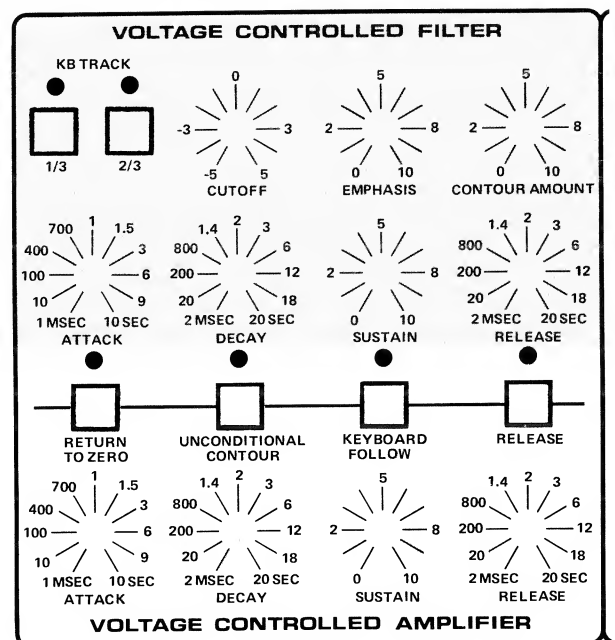 VOLTAGE CONTROLLED FILTER
KB TRACK
1/3
2/3
0
-3 3
-5 5
CUTOFF
5
2 8
0 10
EMPHASIS
5
2 8
0 10
CONTOUR AMOUNT
1
700 1.5
400 3
100 6
10 9
1 MSEC 10 SEC
ATTACK
2
1.4 3
800 6
200 12
20 18
2 MSEC 20 SEC
DECAY
5
2 8
0 10
SUSTAIN
2
1.4 3
800 6
200 12
20 18
2 MSEC 20 SEC
RELEASE
RETURN
TO ZERO
UNCONDITIONAL
CONTOUR
KEYBOARD
FOLLOW
RELEASE
1
700 1.5
400 3
100 6
10 9
1 MSEC 10 SEC
ATTACK
2
1.4 3
800 6
200 12
20 18
2 MSEC 20 SEC
DECAY
5
2 8
0 10
SUSTAIN
2
1.4 3
800 6
200 12
20 18
2 MSEC 20 SEC
RELEASE
VOLTAGE CONTROLLED AMPLIFIER